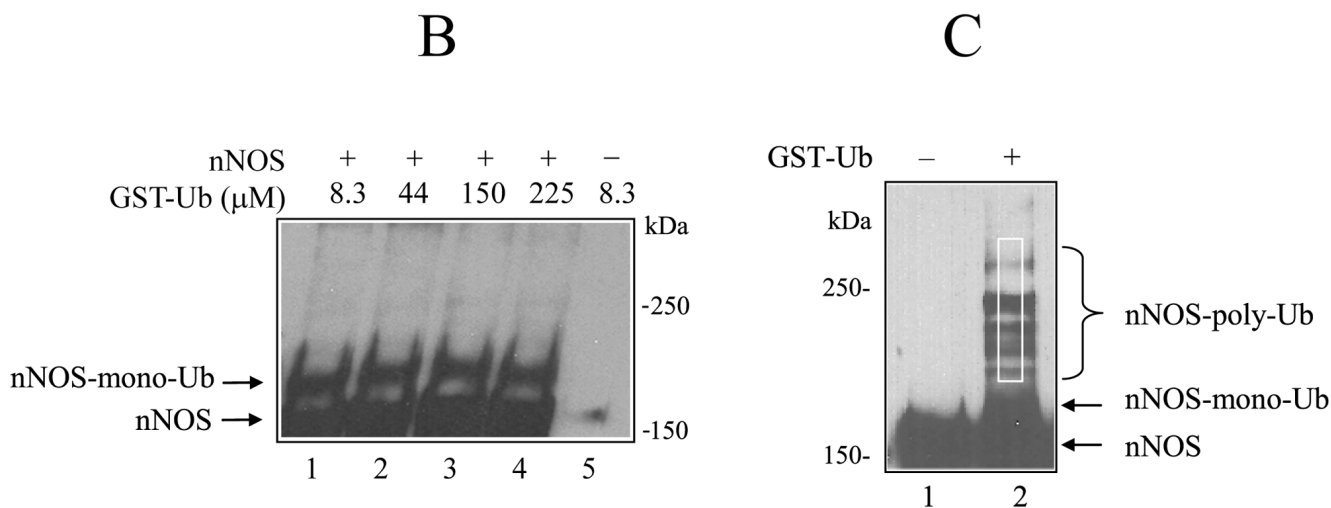 B
nNOS + + + + −
GST-Ub (μM) 8.3 44 150 225 8.3
kDa
-250
nNOS-mono-Ub
nNOS
-150
1 2 3 4 5
C
GST-Ub − +
kDa
250-
nNOS-poly-Ub
nNOS-mono-Ub
150-
nNOS
1 2